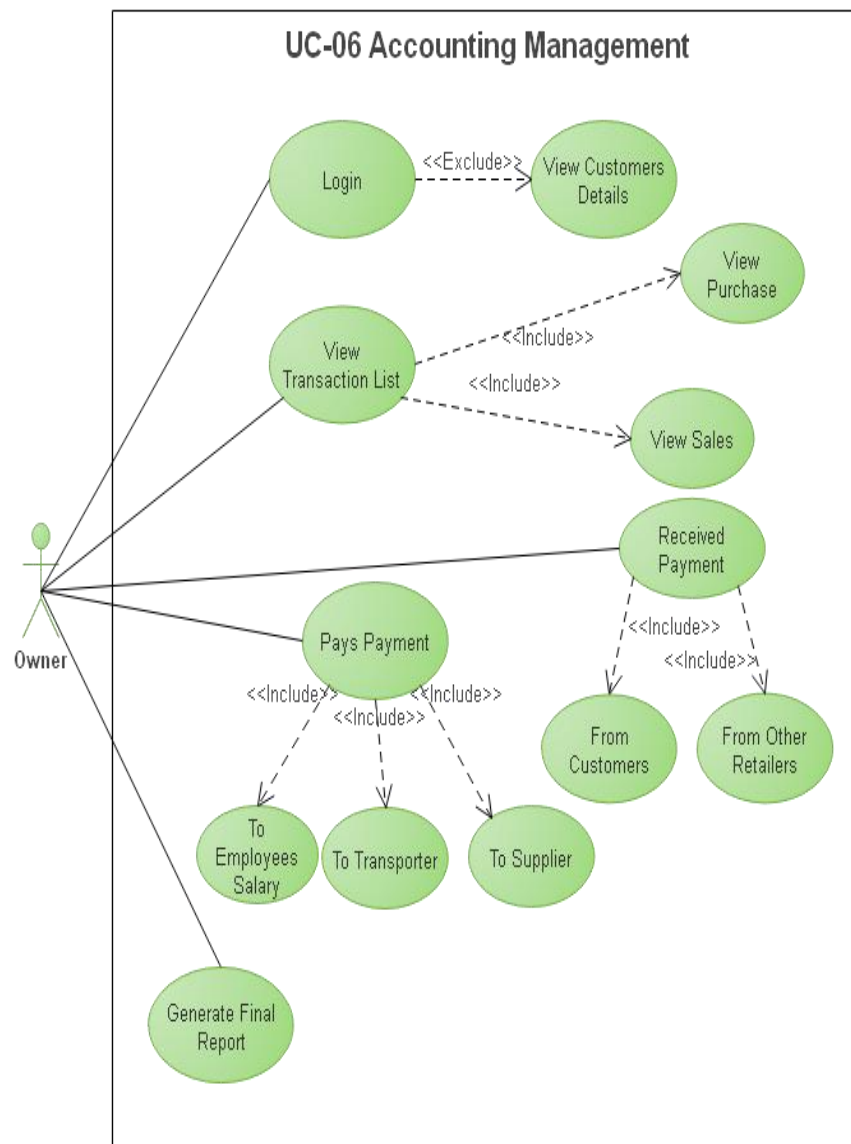 UC-06 Accounting Management
Login
<<Exclude>>
View Customers
Details
View
Purchase
View
Transaction List
<<Include>>
<<Include>>
View Sales
Received
Payment
Owner
Pays Payment
<<Include>>
<<Include>>
<<Include>>
<<Include>>
<<Include>>
From
Customers
From Other
Retailers
To
Employees
Salary
To Transporter
To Supplier
Generate Final
Report